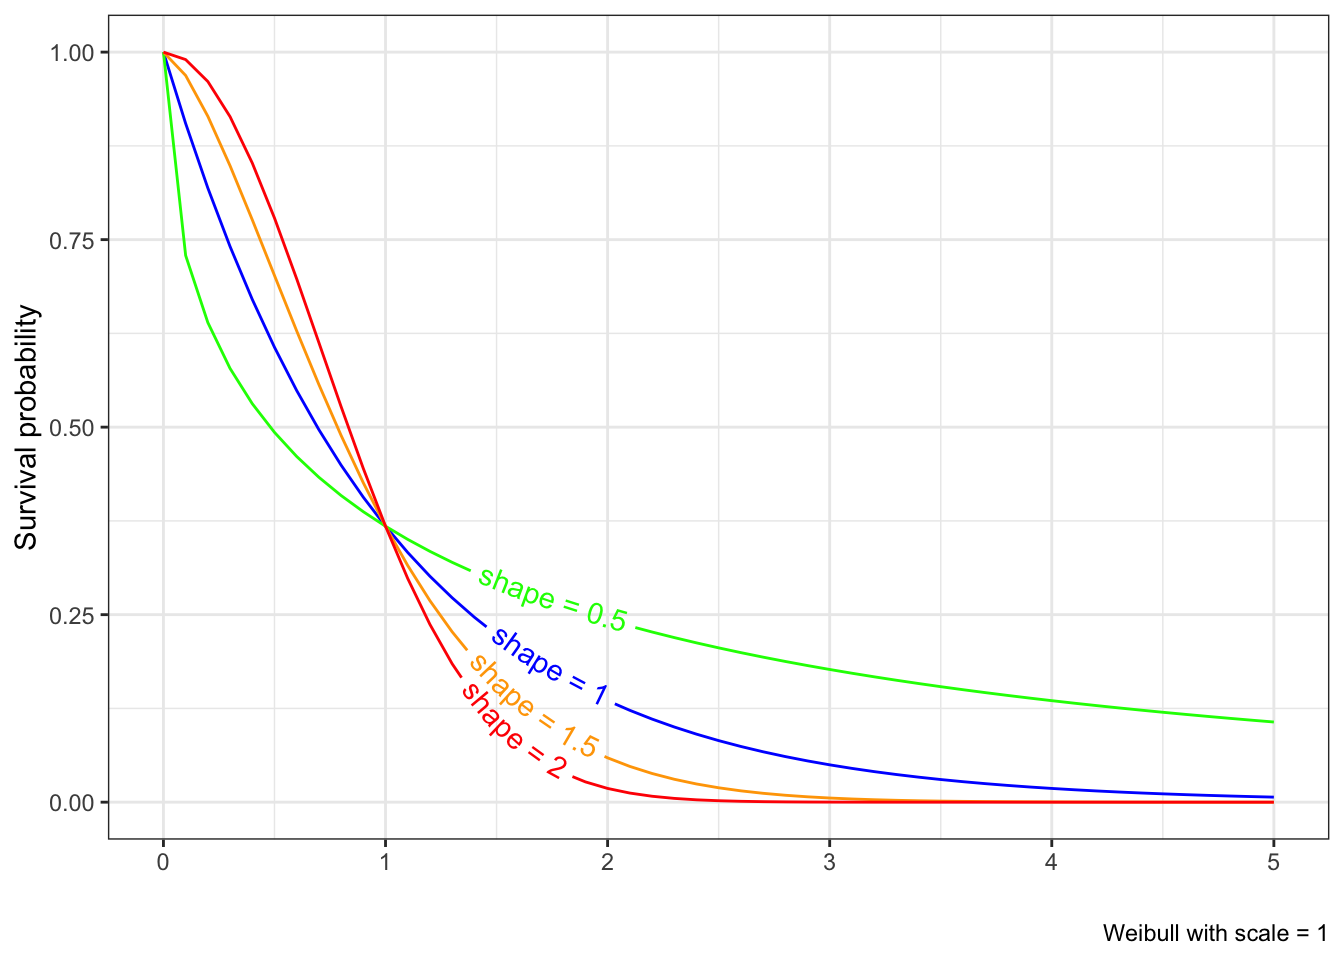 Survival probability
1.00
0.75
0.50
0.25
0.00
shape = 0.5
shape = 1
shape = 1.5
shape = 2
0 1 2 3 4 5
Weibull with scale = 1